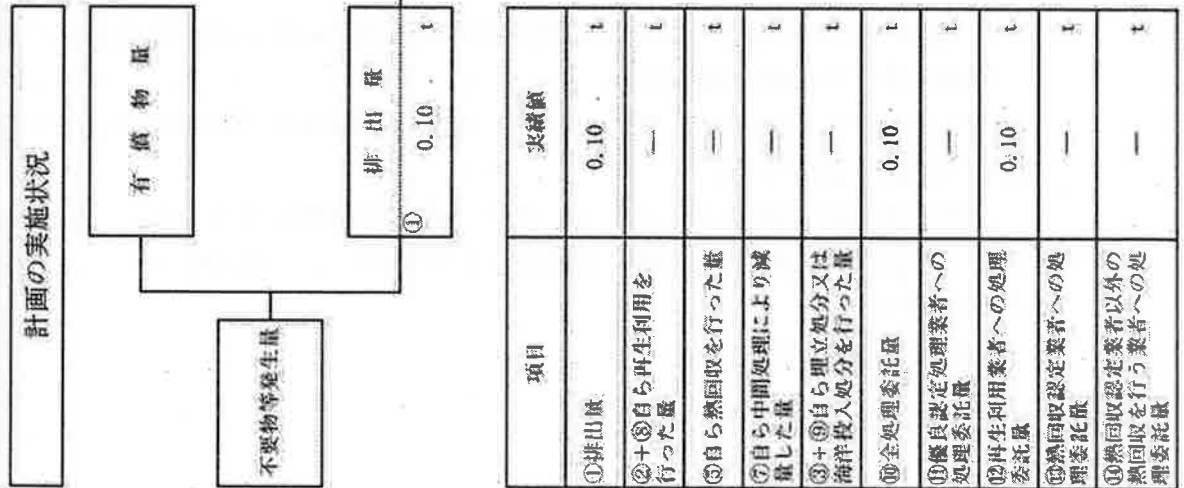 計画の実施状況
有償物量
不要物等発生量
排出量
① 0.10 t
項目 実績値
①排出量 0.10 t
②+⑧自ら再生利用を
行った量 — t
⑤自ら熱回収を行った量 — t
⑦自ら中間処理により減
量した量 — t
③+⑨自ら埋立処分又は
海洋投入処分を行った量 — t
⑩全処理委託量 0.10 t
⑪優良認定処理業者への
処理委託量 — t
⑫再生利用業者への処理
委託量 0.10 t
⑬熱回収認定業者への処
理委託量 — t
⑭熱回収認定業者以外の
熱回収を行う業者への処
理委託量 — t